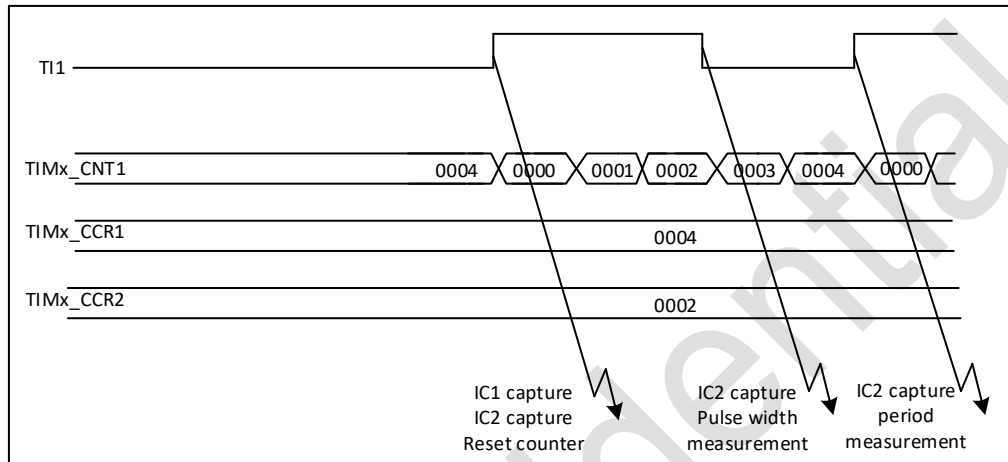 TI1
TIMx_CNT1
0004 0000 0001 0002 0003 0004 0000
TIMx_CCR1
0004
TIMx_CCR2
0002
IC1 capture
IC2 capture
Reset counter
IC2 capture
Pulse width
measurement
IC2 capture
period
measurement
dential